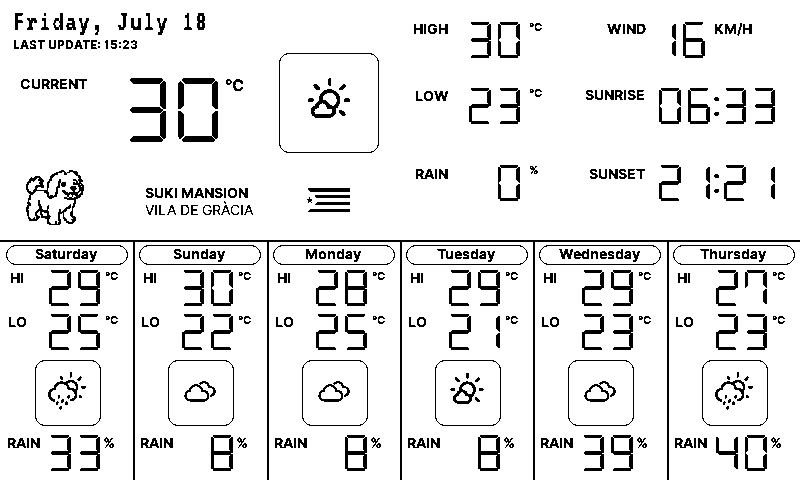 Friday, July 18
LAST UPDATE: 15:23
CURRENT 30 °C
HIGH 30 °C
WIND 16 KM/H
LOW 23 °C
SUNRISE 06:33
RAIN 0 %
SUNSET 21:21
SUKI MANSION
VILA DE GRÀCIA
Saturday
HI 29 °C
LO 25 °C
RAIN 33 %
Sunday
HI 30 °C
LO 22 °C
RAIN 8 %
Monday
HI 28 °C
LO 25 °C
RAIN 8 %
Tuesday
HI 29 °C
LO 21 °C
RAIN 8 %
Wednesday
HI 29 °C
LO 23 °C
RAIN 39 %
Thursday
HI 27 °C
LO 23 °C
RAIN 40 %